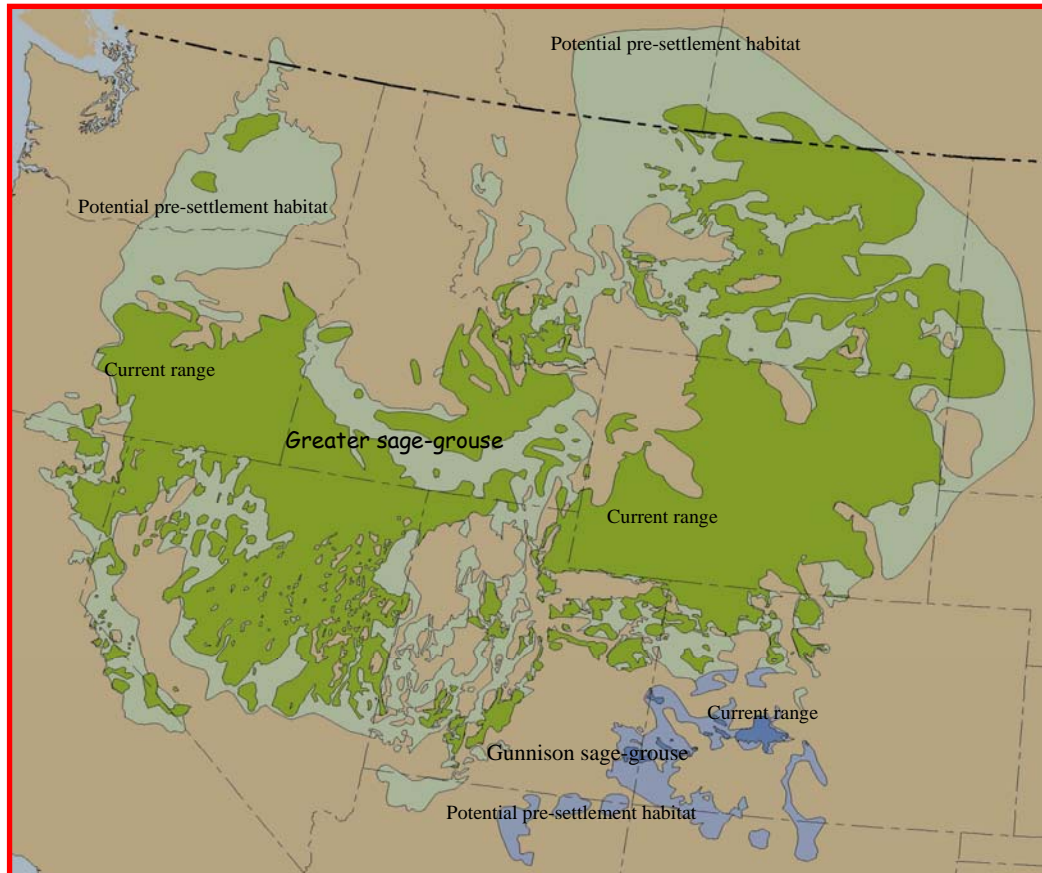 Potential pre-settlement habitat
Potential pre-settlement habitat
Current range
Greater sage-grouse
Current range
Current range
Gunnison sage-grouse
Potential pre-settlement habitat